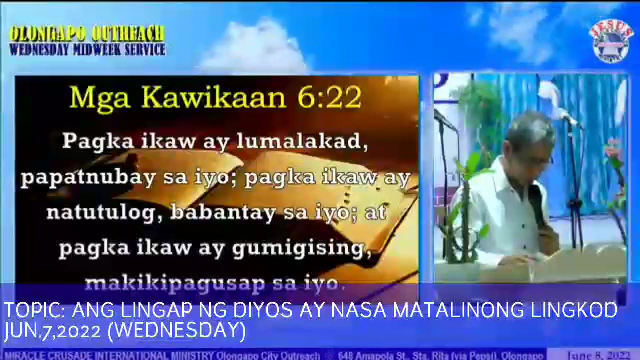 OLONGAPO OUTREACH
WEDNESDAY MIDWEEK SERVICE
JESUS
Mga Kawikaan 6:22
Pagka ikaw ay lumalakad,
papatnubay sa iyo; pagka ikaw ay
natutulog, babantay sa iyo; at
pagka ikaw ay gumigising,
makikipagusap sa iyo.
TOPIC: ANG LINGAP NG DIYOS AY NASA MATALINONG LINGKOD
JUN,7,2022 (WEDNESDAY)
MIRACLE CRUSADE INTERNATIONAL MINISTRY Olongapo City Outreach 648 Amapola St., Sta. Rita (via Pepsi), Olongapo
June 8, 2022